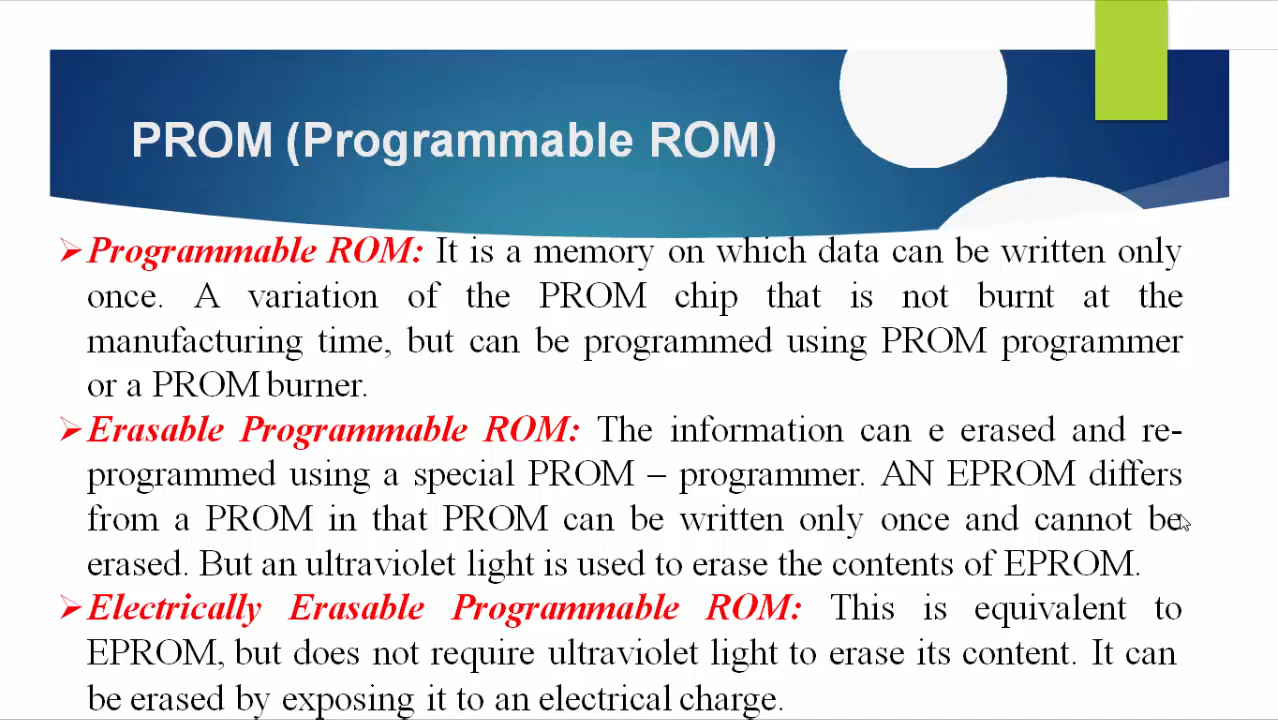 PROM (Programmable ROM)
Programmable ROM: It is a memory on which data can be written only
once. A variation of the PROM chip that is not burnt at the
manufacturing time, but can be programmed using PROM programmer
or a PROM burner.
Erasable Programmable ROM: The information can e erased and re-
programmed using a special PROM – programmer. AN EPROM differs
from a PROM in that PROM can be written only once and cannot be
erased. But an ultraviolet light is used to erase the contents of EPROM.
Electrically Erasable Programmable ROM: This is equivalent to
EPROM, but does not require ultraviolet light to erase its content. It can
be erased by exposing it to an electrical charge.